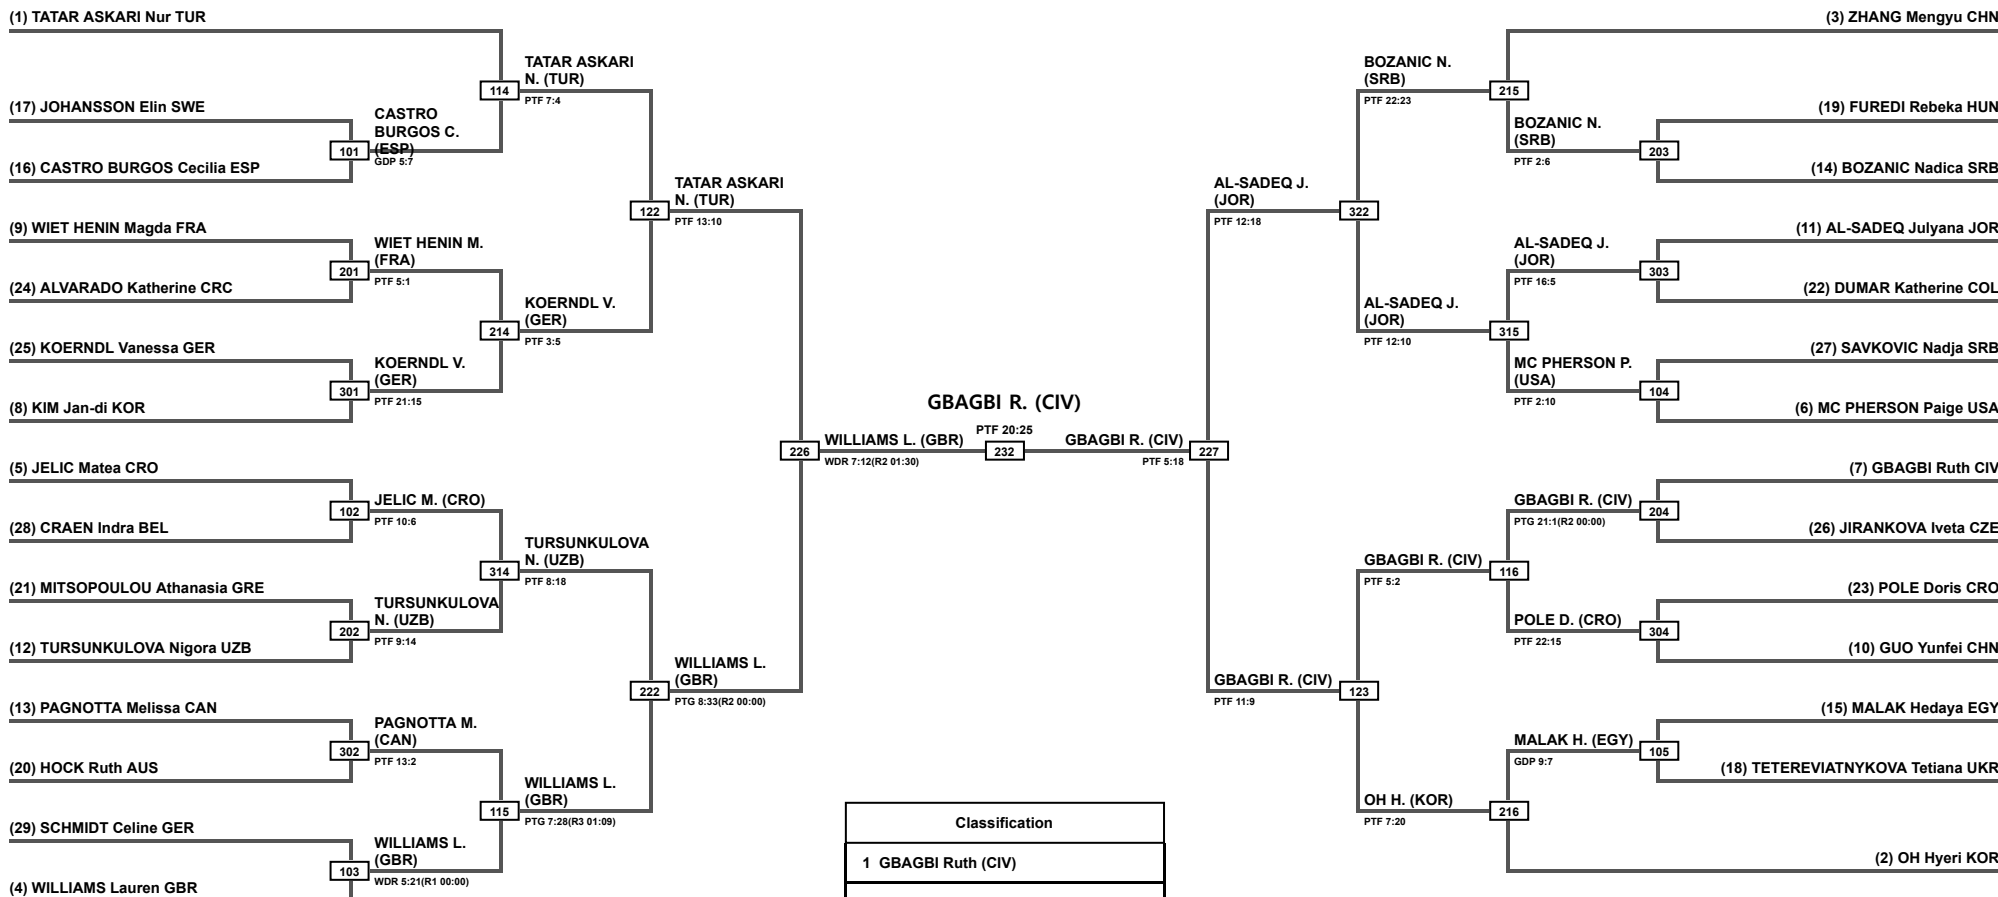 (1) TATAR ASKARI Nur TUR
(17) JOHANSSON Elin SWE
(16) CASTRO BURGOS Cecilia ESP
(9) WIET HENIN Magda FRA
(24) ALVARADO Katherine CRC
(25) KOERNDL Vanessa GER
(8) KIM Jan-di KOR
(5) JELIC Matea CRO
(28) CRAEN Indra BEL
(21) MITSOPOULOU Athanasia GRE
(12) TURSUNKULOVA Nigora UZB
(13) PAGNOTTA Melissa CAN
(20) HOCK Ruth AUS
(29) SCHMIDT Celine GER
(4) WILLIAMS Lauren GBR
101
CASTRO
BURGOS C.
(ESP)
GDP 5:7
201
WIET HENIN M.
(FRA)
PTF 5:1
301
KOERNDL V.
(GER)
PTF 21:15
102
JELIC M. (CRO)
PTF 10:6
202
TURSUNKULOVA
N. (UZB)
PTF 9:14
302
PAGNOTTA M.
(CAN)
PTF 13:2
103
WILLIAMS L.
(GBR)
WDR 5:21(R1 00:00)
114
TATAR ASKARI
N. (TUR)
PTF 7:4
214
KOERNDL V.
(GER)
PTF 3:5
314
TURSUNKULOVA
N. (UZB)
PTF 8:18
115
WILLIAMS L.
(GBR)
PTG 7:28(R3 01:09)
122
TATAR ASKARI
N. (TUR)
PTF 13:10
222
WILLIAMS L.
(GBR)
PTG 8:33(R2 00:00)
226
WILLIAMS L. (GBR)
WDR 7:12(R2 01:30)
GBAGBI R. (CIV)
PTF 20:25
232
GBAGBI R. (CIV)
PTF 5:18
227
AL-SADEQ J.
(JOR)
PTF 12:18
322
GBAGBI R. (CIV)
PTF 11:9
123
BOZANIC N.
(SRB)
PTF 22:23
215
AL-SADEQ J.
(JOR)
PTF 12:10
315
GBAGBI R. (CIV)
PTF 5:2
116
OH H. (KOR)
PTF 7:20
216
BOZANIC N.
(SRB)
PTF 2:6
203
AL-SADEQ J.
(JOR)
PTF 16:5
303
MC PHERSON P.
(USA)
PTF 2:10
104
GBAGBI R. (CIV)
PTG 21:1(R2 00:00)
204
POLE D. (CRO)
PTF 22:15
304
MALAK H. (EGY)
GDP 9:7
105
(3) ZHANG Mengyu CHN
(19) FUREDI Rebeka HUN
(14) BOZANIC Nadica SRB
(11) AL-SADEQ Julyana JOR
(22) DUMAR Katherine COL
(27) SAVKOVIC Nadja SRB
(6) MC PHERSON Paige USA
(7) GBAGBI Ruth CIV
(26) JIRANKOVA Iveta CZE
(23) POLE Doris CRO
(10) GUO Yunfei CHN
(15) MALAK Hedaya EGY
(18) TETEREVIATNYKOVA Tetiana UKR
(2) OH Hyeri KOR
Classification
1 GBAGBI Ruth (CIV)